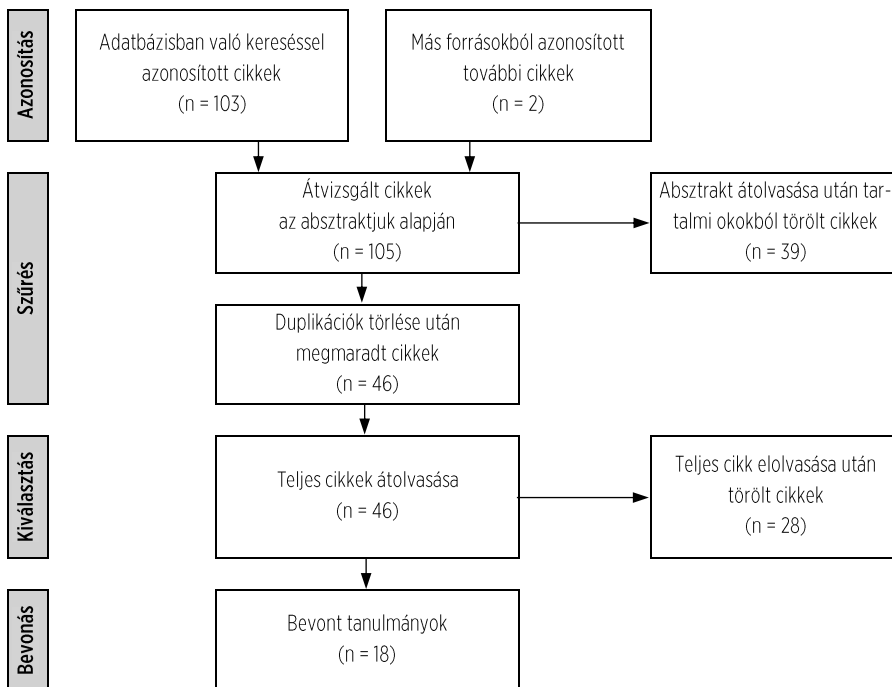 Azonosítás
Adatbázisban való kereséssel
azonosított cikkek
(n = 103)
Más forrásokból azonosított
további cikkek
(n = 2)
Szűrés
Átvizsgált cikkek
az absztraktjuk alapján
(n = 105)
Absztrakt átolvasása után tar-
talmi okokból törölt cikkek
(n = 39)
Duplikációk törlése után
megmaradt cikkek
(n = 46)
Kiválasztás
Teljes cikkek átolvasása
(n = 46)
Teljes cikk elolvasása után
törölt cikkek
(n = 28)
Bevonás
Bevont tanulmányok
(n = 18)